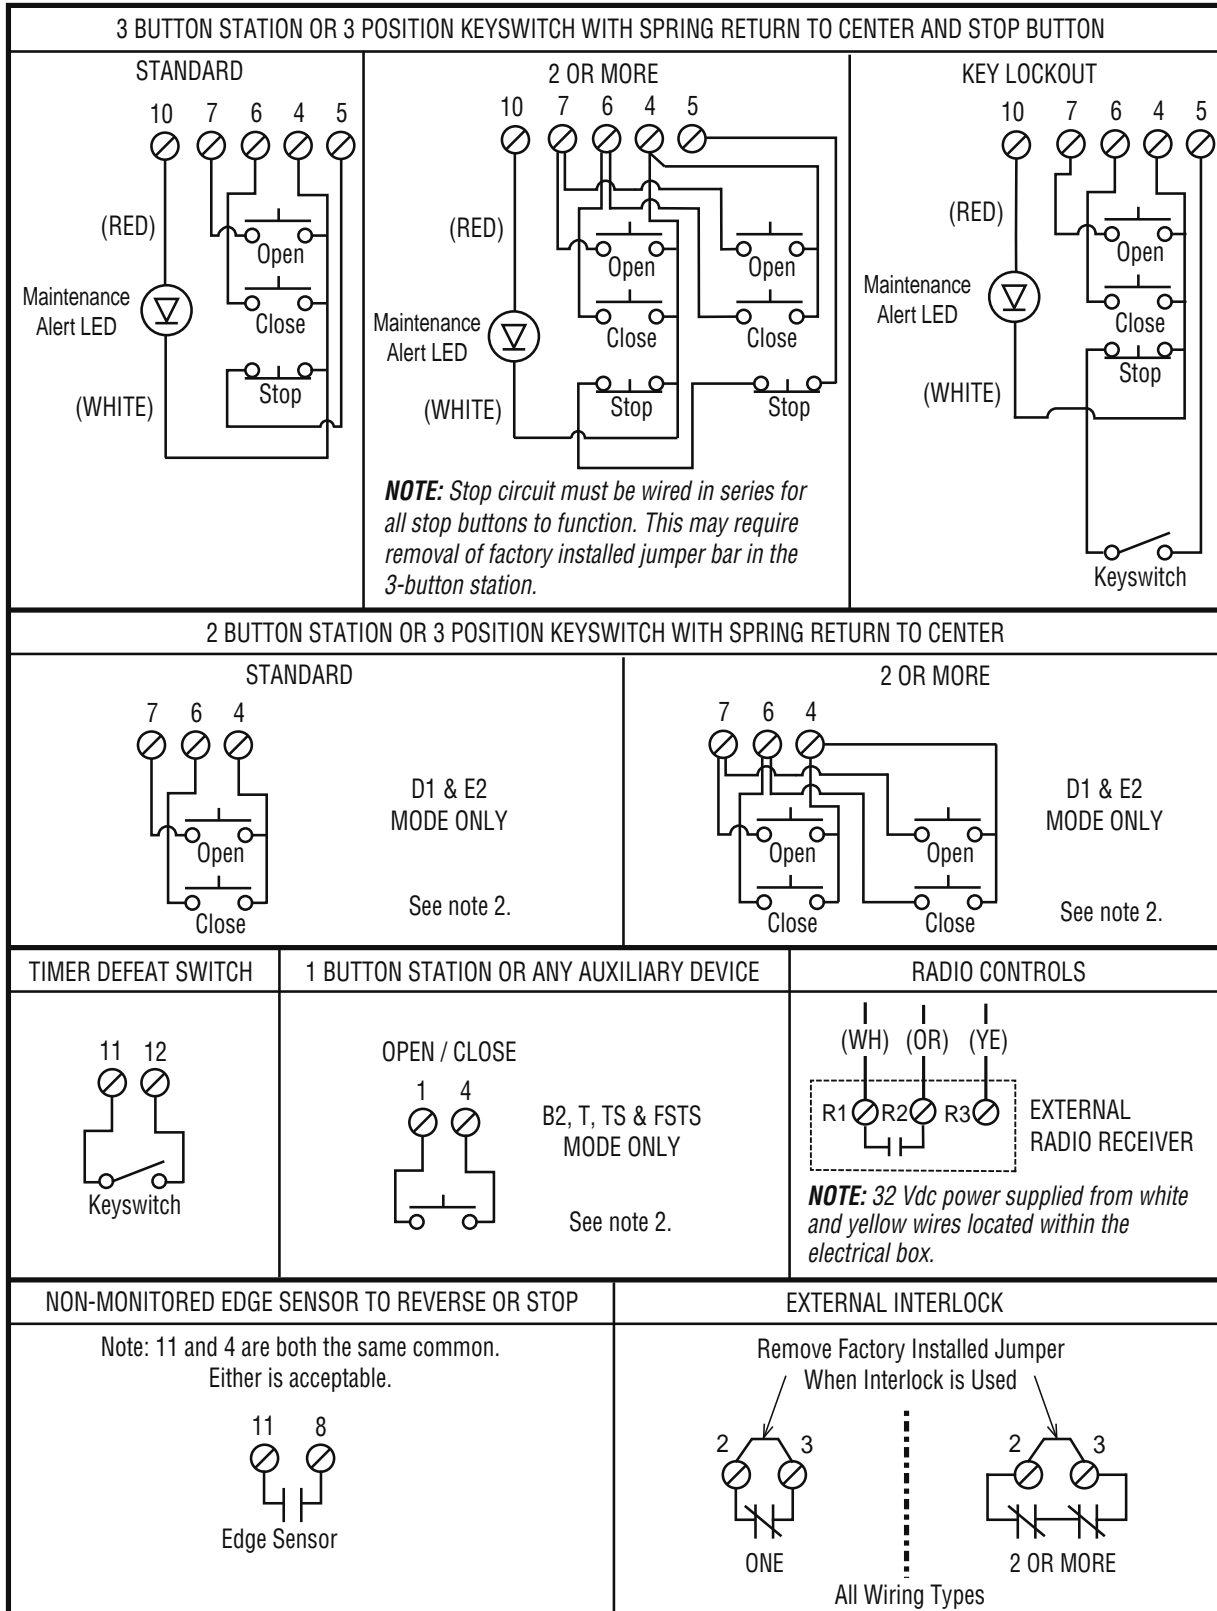 3 BUTTON STATION OR 3 POSITION KEYSWITCH WITH SPRING RETURN TO CENTER AND STOP BUTTON
STANDARD
10 7 6 4 5
(RED)
Open
Maintenance
Alert LED
Close
Stop
(WHITE)
2 OR MORE
10 7 6 4 5
(RED)
Open Open
Maintenance
Alert LED
Close Close
Stop Stop
(WHITE)
NOTE: Stop circuit must be wired in series for
all stop buttons to function. This may require
removal of factory installed jumper bar in the
3-button station.
KEY LOCKOUT
10 7 6 4 5
(RED)
Open
Maintenance
Alert LED
Close
Stop
(WHITE)
Keyswitch
2 BUTTON STATION OR 3 POSITION KEYSWITCH WITH SPRING RETURN TO CENTER
STANDARD
7 6 4
D1 & E2
MODE ONLY
Open
Close
See note 2.
2 OR MORE
7 6 4
D1 & E2
MODE ONLY
Open Open
Close Close
See note 2.
TIMER DEFEAT SWITCH
11 12
Keyswitch
1 BUTTON STATION OR ANY AUXILIARY DEVICE
OPEN / CLOSE
1 4
B2, T, TS & FSTS
MODE ONLY
See note 2.
RADIO CONTROLS
(WH) (OR) (YE)
R1 R2 R3
EXTERNAL
RADIO RECEIVER
NOTE: 32 Vdc power supplied from white
and yellow wires located within the
electrical box.
NON-MONITORED EDGE SENSOR TO REVERSE OR STOP
Note: 11 and 4 are both the same common.
Either is acceptable.
11 8
Edge Sensor
EXTERNAL INTERLOCK
Remove Factory Installed Jumper
When Interlock is Used
2 3 2 3
ONE 2 OR MORE
All Wiring Types